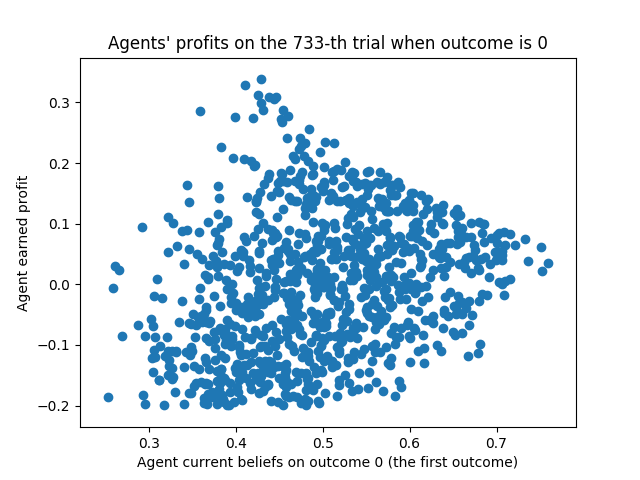 Agents' profits on the 733-th trial when outcome is 0
0.3
0.2
0.1
0.0
−0.1
−0.2
Agent earned profit
0.3 0.4 0.5 0.6 0.7
Agent current beliefs on outcome 0 (the first outcome)